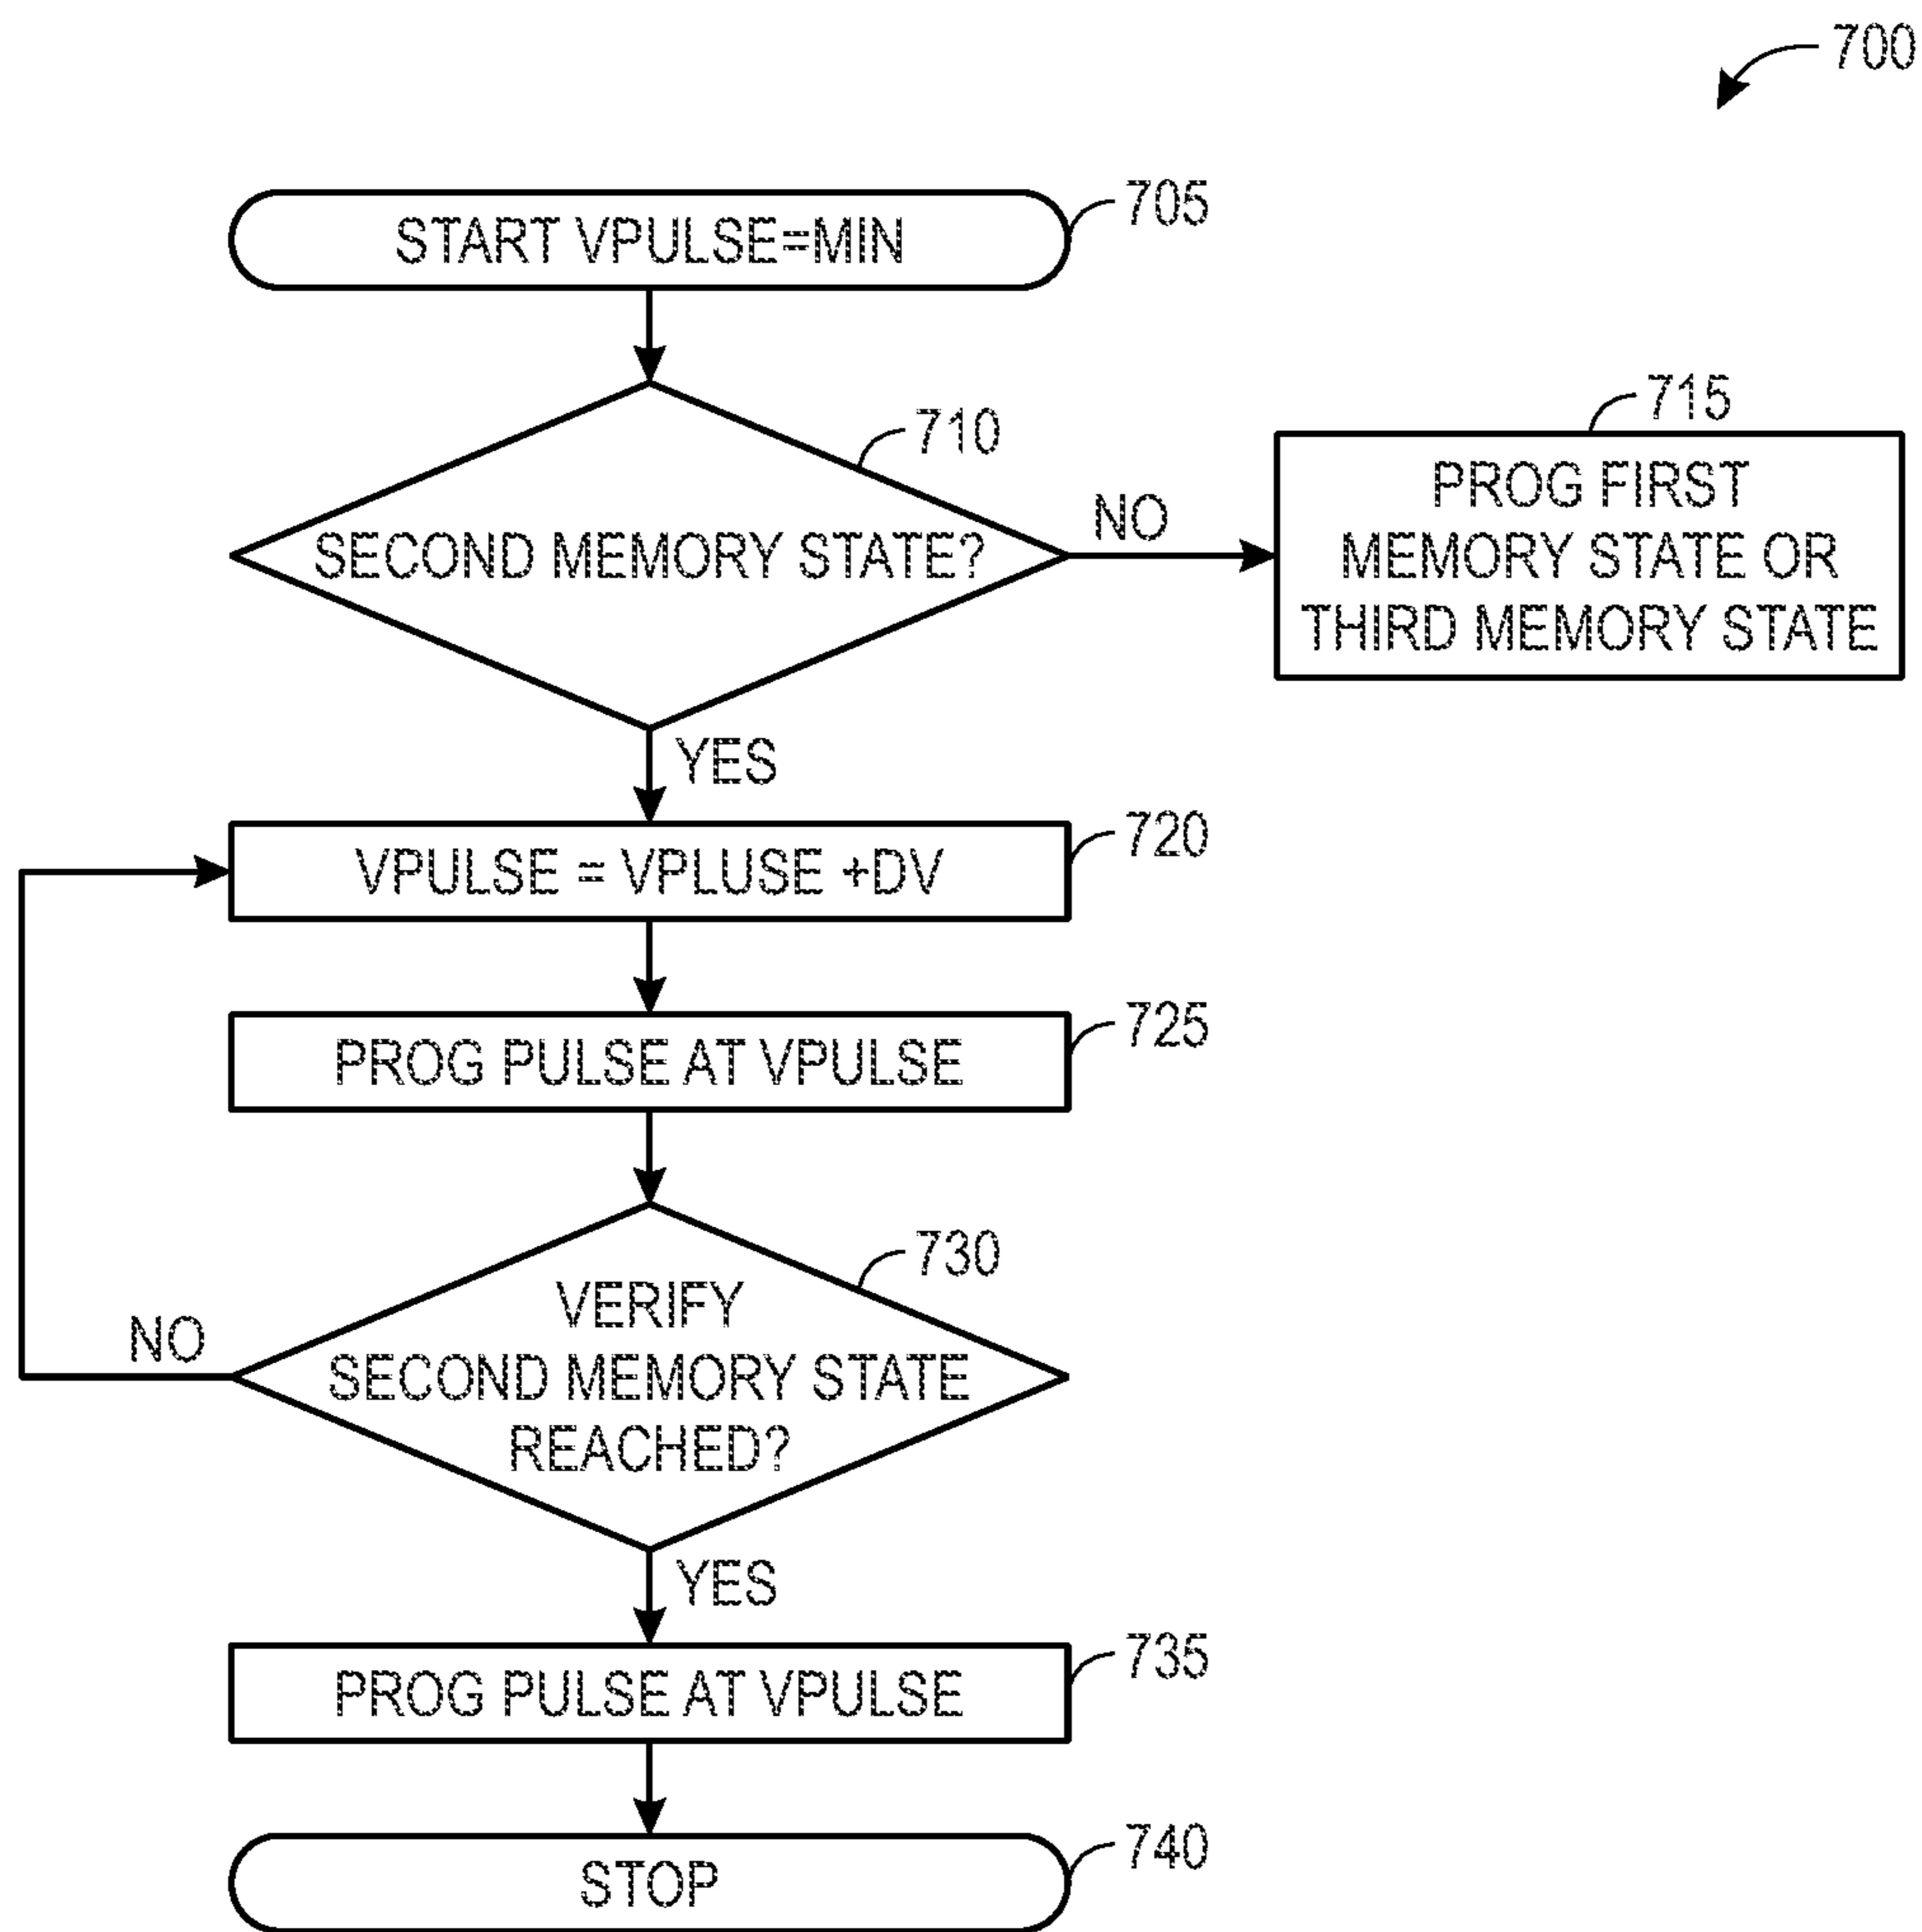 700
START VPULSE=MIN
705
710
SECOND MEMORY STATE?
NO
715
PROG FIRST
MEMORY STATE OR
THIRD MEMORY STATE
YES
VPULSE = VPLUSE +DV
720
PROG PULSE AT VPULSE
725
730
VERIFY
SECOND MEMORY STATE
REACHED?
NO
YES
PROG PULSE AT VPULSE
735
STOP
740